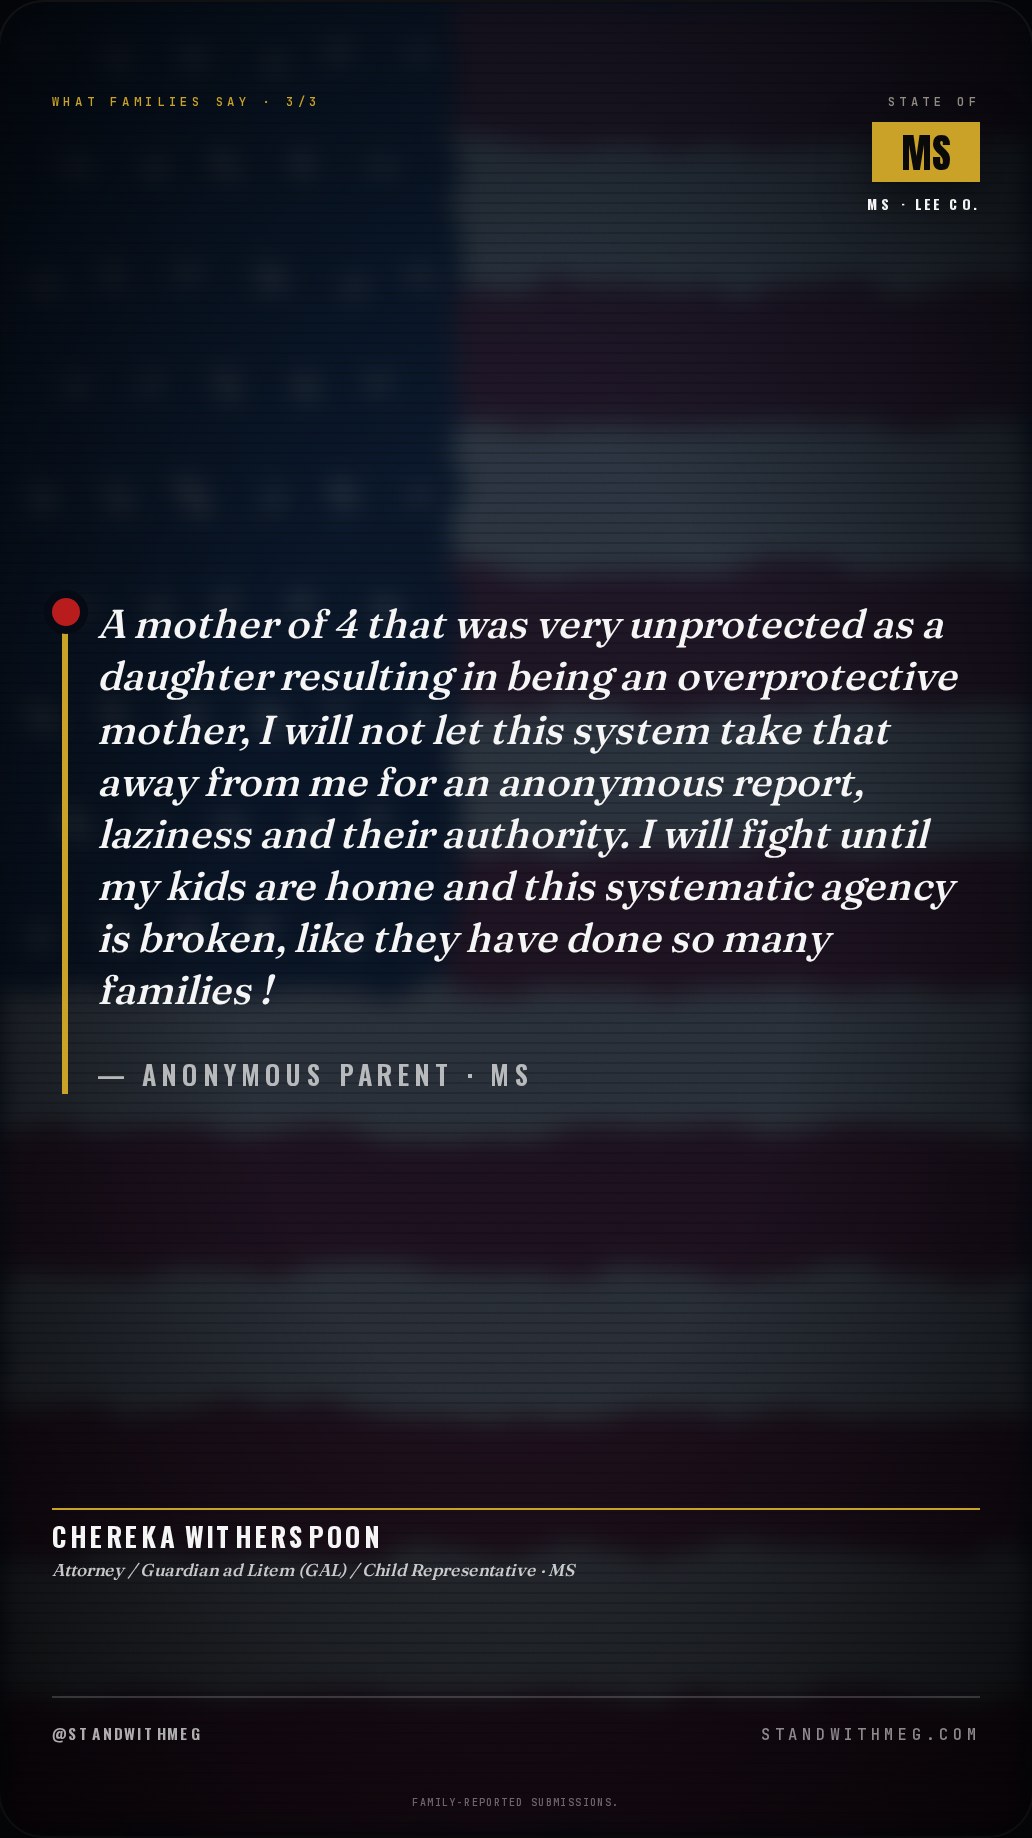 WHAT FAMILIES SAY · 3/3
STATE OF
MS
MS · LEE CO.
A mother of 4 that was very unprotected as a
daughter resulting in being an overprotective
mother, I will not let this system take that
away from me for an anonymous report,
laziness and their authority. I will fight until
my kids are home and this systematic agency
is broken, like they have done so many
families !
— ANONYMOUS PARENT · MS
CHEREKA WITHERSPOON
Attorney / Guardian ad Litem (GAL) / Child Representative · MS
@STANDWITHMEG
STANDWITHMEG.COM
FAMILY-REPORTED SUBMISSIONS.